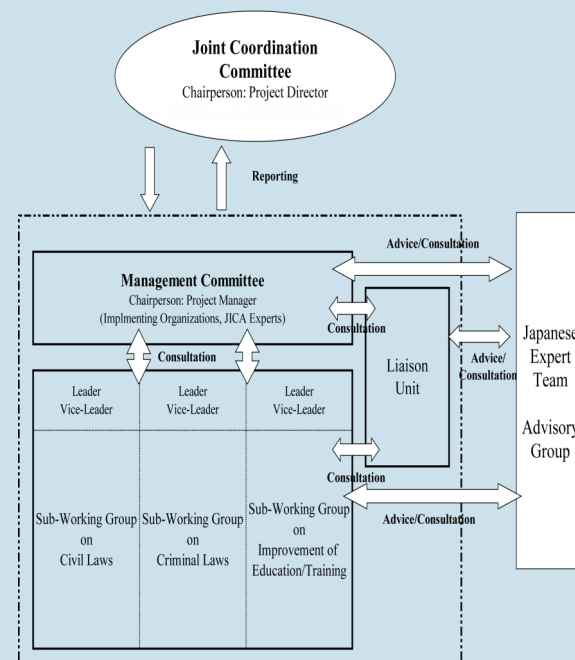 Joint Coordination
Committee
Chairperson: Project Director
Reporting
Advice/Consultation
Management Committee
Chairperson: Project Manager
(Implmenting Organizations, JICA Experts)
Consultation
Consultation
Liaison
Unit
Advice/
Consultation
Japanese
Expert
Team
Advisory
Group
Leader
Vice-Leader
Leader
Vice-Leader
Leader
Vice-Leader
Consultation
Advice/Consultation
Sub-Working Group
on
Civil Laws
Sub-Working Group
on
Criminal Laws
Sub-Working Group
on
Improvement of
Education/Training